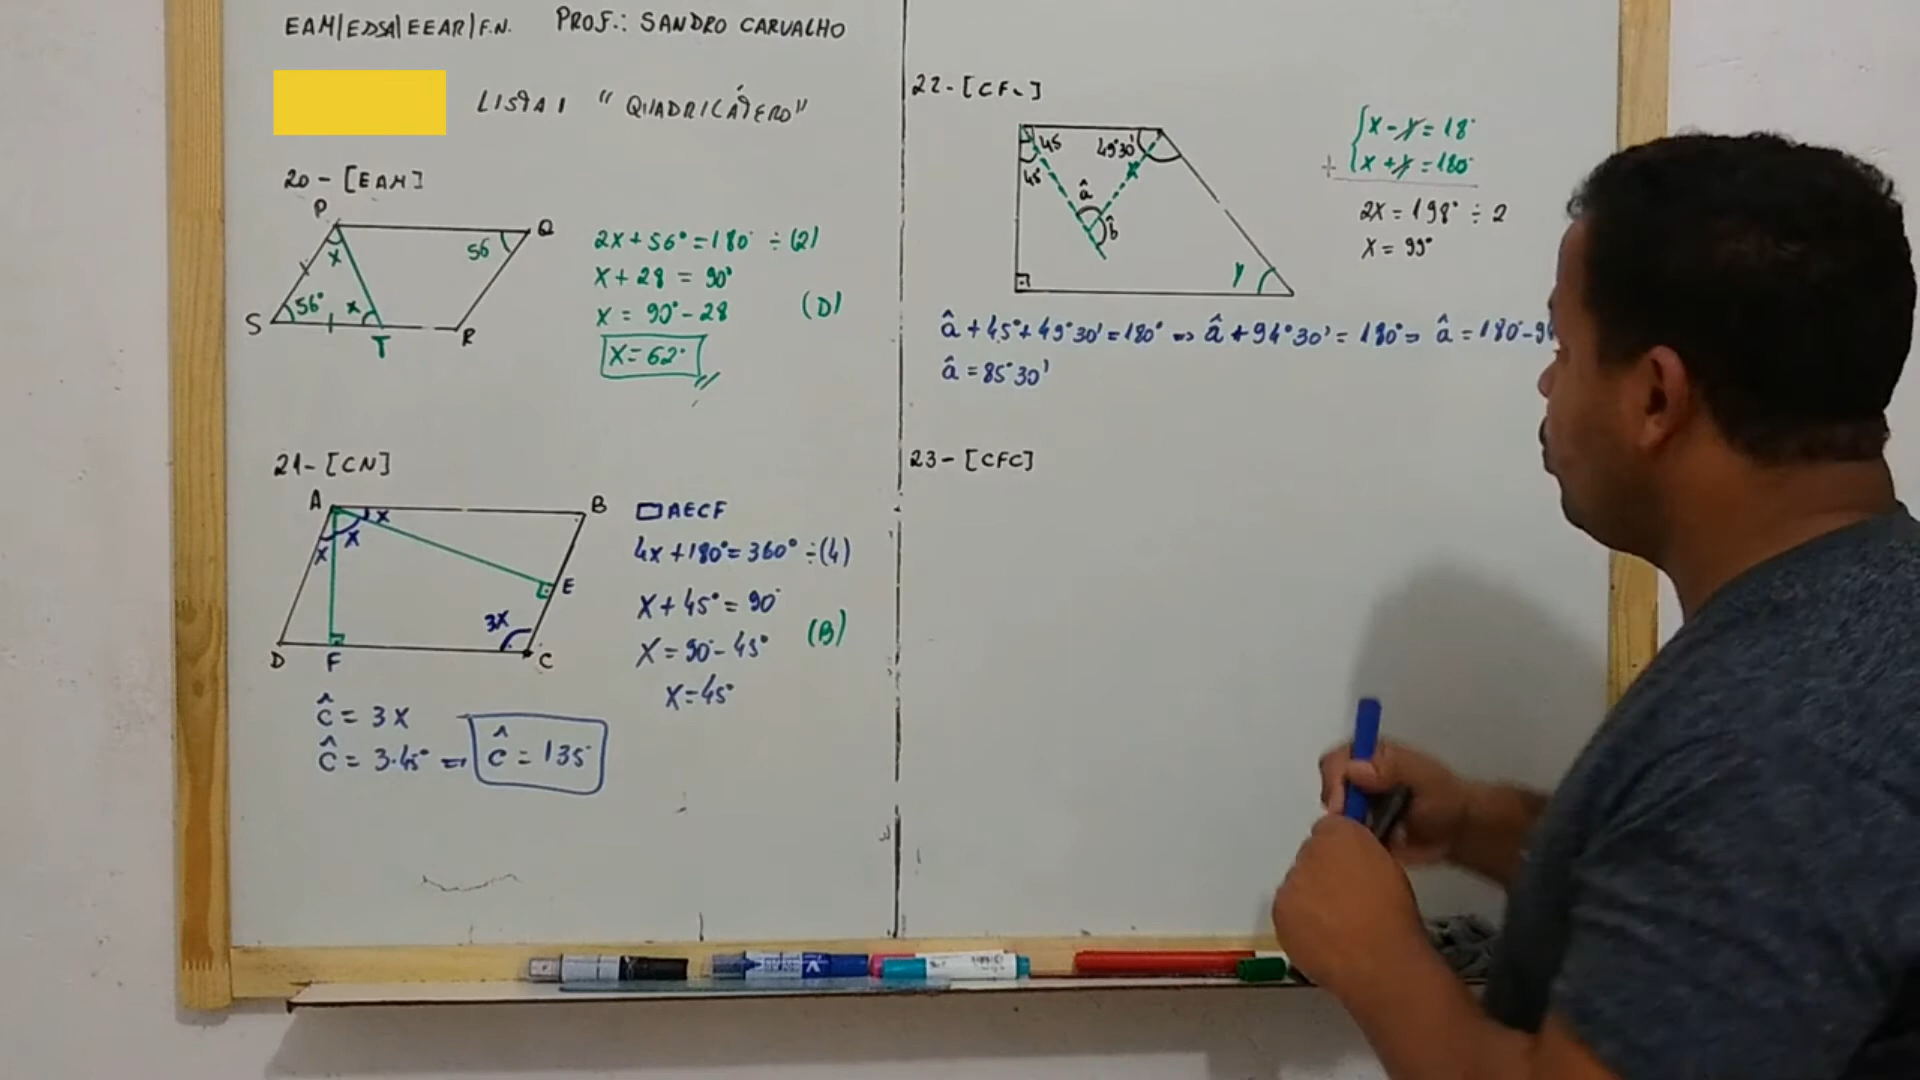 EAM/EDSA/EEAR/F.N. PROF.: SANDRO CARVALHO
LISTA 1 "QUADRILÁTERO"
20 - [EAM]
P
Q
56
x
56°
x
S
T
R
2x + 56° = 180° ÷(2)
x + 28 = 90°
x = 90° - 28
(D)
x = 62°
21 - [CN]
A
B
x
x
x
E
3x
D
F
C
□ AECF
4x + 180° = 360° ÷(4)
x + 45° = 90°
x = 90° - 45°
(B)
x = 45°
ĉ = 3x
ĉ = 3.45° ⇒ ĉ = 135°
22 - [CF
45
49°30'
x
45
â
b̂
y
x - y = 18°
+ x + y = 180°
2x = 198° ÷ 2
x = 99°
â + 45° + 49°30' = 180° ⇒ â + 94°30' = 180° ⇒ â = 180° - 9
â = 85°30'
23 - [CFC]